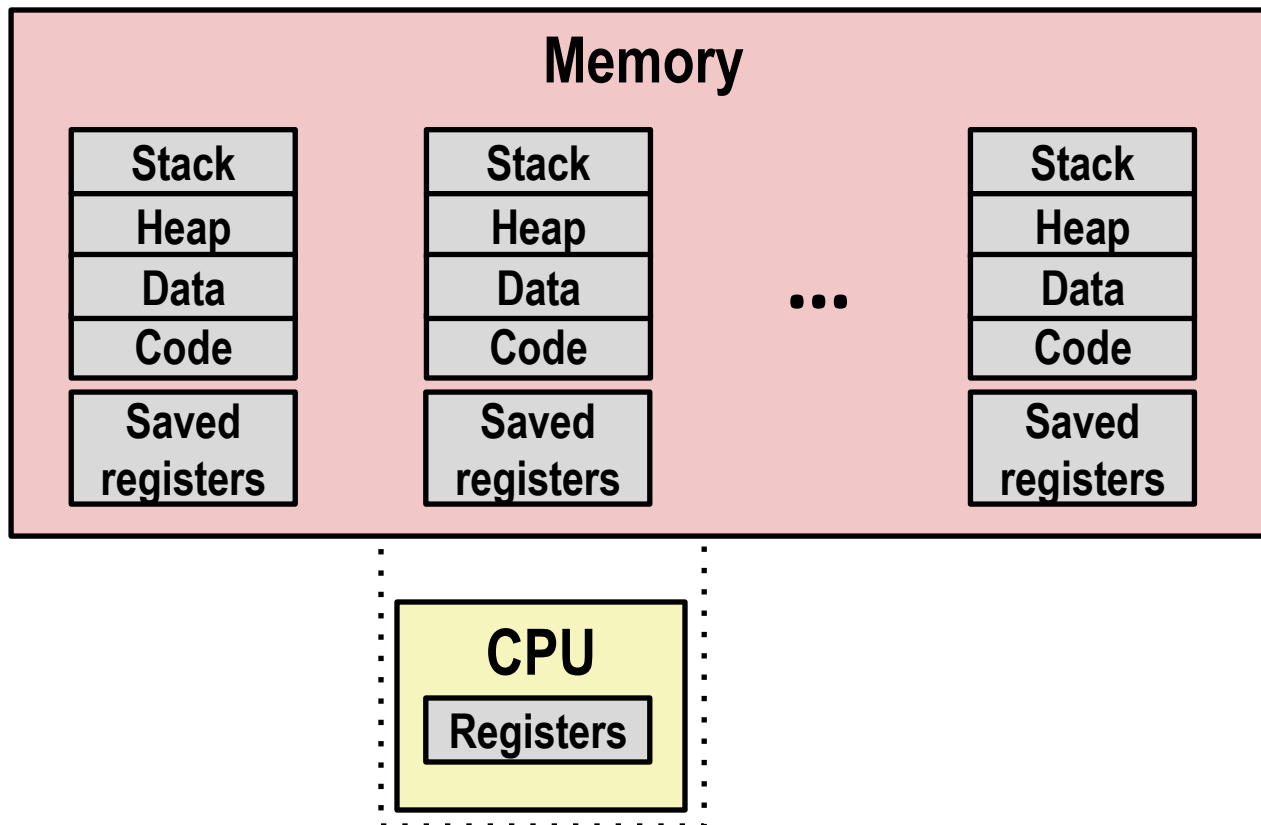 Memory
Stack
Heap
Data
Code
Saved
registers
Stack
Heap
Data
Code
Saved
registers
...
Stack
Heap
Data
Code
Saved
registers
CPU
Registers